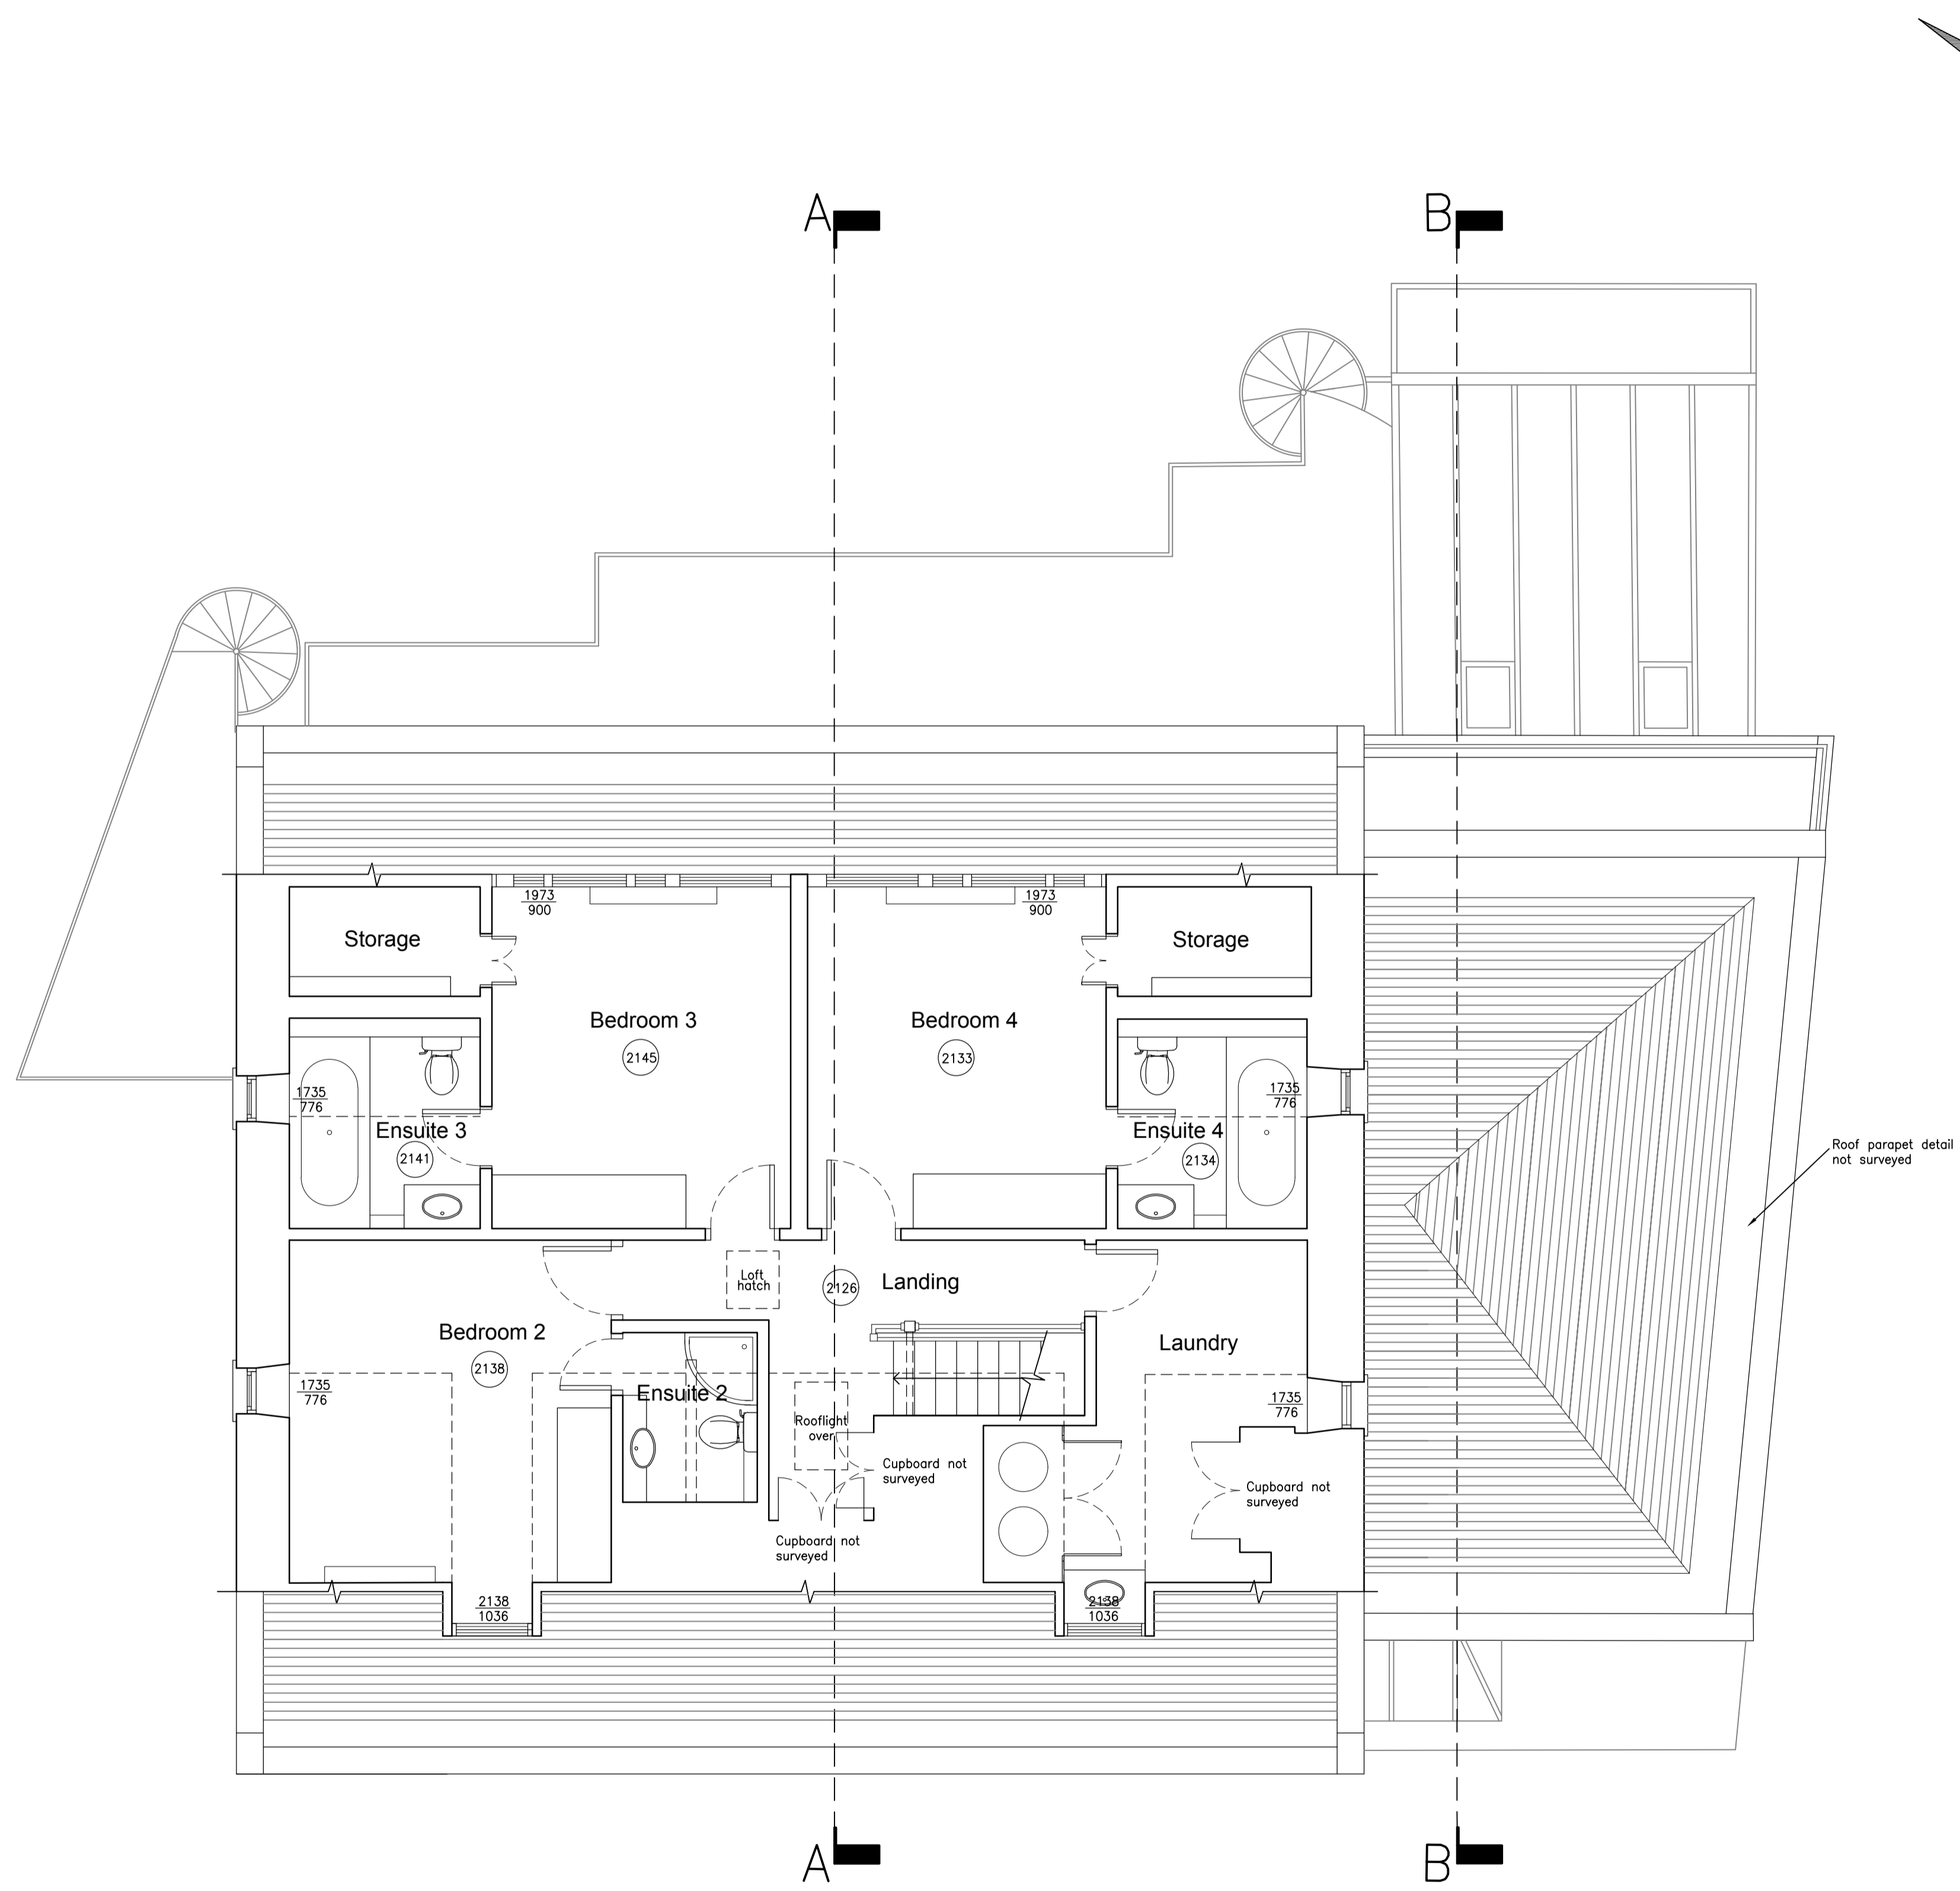 A
B
1973
900
1973
900
Storage
Storage
Bedroom 3
2145
Bedroom 4
2133
1735
776
1735
776
Ensuite 3
2141
Ensuite 4
2134
Roof parapet detail
not surveyed
Loft
hatch
2126
Landing
Bedroom 2
2138
Laundry
1735
776
Ensuite 2
1735
776
Rooflight
over
Cupboard not
surveyed
Cupboard not
surveyed
Cupboard not
surveyed
2138
1036
2138
1036
A
B